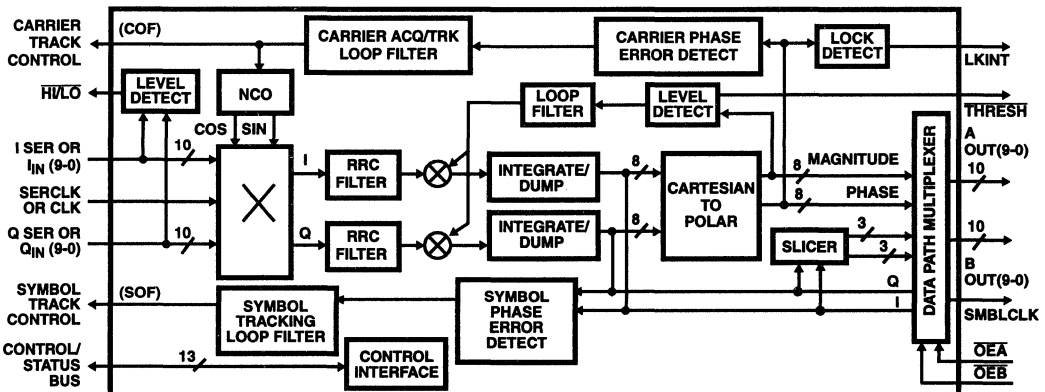 CARRIER
TRACK
CONTROL
(COF)
CARRIER ACQ/TRK
LOOP FILTER
CARRIER PHASE
ERROR DETECT
LOCK
DETECT
LKINT
HI/LO
LEVEL
DETECT
NCO
LOOP
FILTER
LEVEL
DETECT
THRESH
COS
SIN
I SER OR
I_IN (9-0)
10
SERCLK
OR CLK
Q SER OR
Q_IN (9-0)
10
I
RRC
FILTER
INTEGRATE/
DUMP
8
Q
RRC
FILTER
INTEGRATE/
DUMP
8
CARTESIAN
TO
POLAR
8
MAGNITUDE
8
PHASE
SLICER
3
3
Q
I
DATA PATH MULTIPLEXER
A
OUT(9-0)
10
10
B
OUT(9-0)
SMBLCLK
OEA
OEB
SYMBOL
TRACK
CONTROL
(SOF)
SYMBOL
TRACKING
LOOP FILTER
SYMBOL
PHASE
ERROR
DETECT
CONTROL/
STATUS
BUS
13
CONTROL
INTERFACE